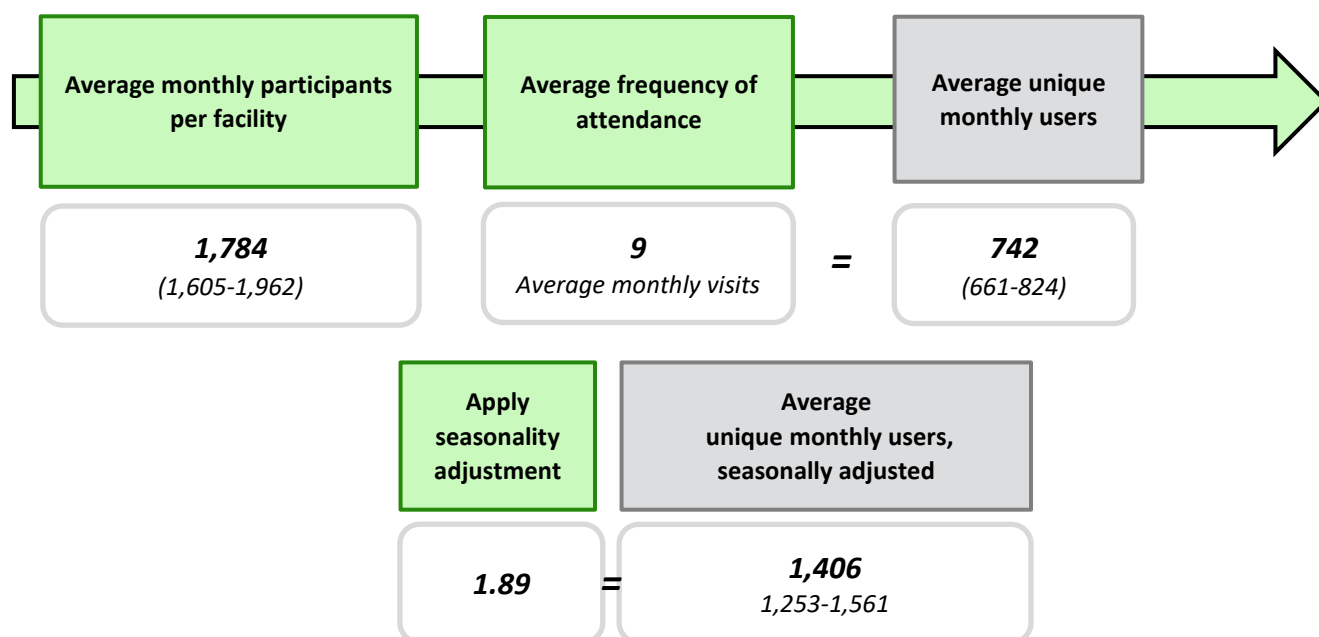 Average monthly participants
per facility
Average frequency of
attendance
Average unique
monthly users
1,784
(1,605-1,962)
9
Average monthly visits
=
742
(661-824)
Apply
seasonality
adjustment
Average
unique monthly users,
seasonally adjusted
1.89
=
1,406
1,253-1,561